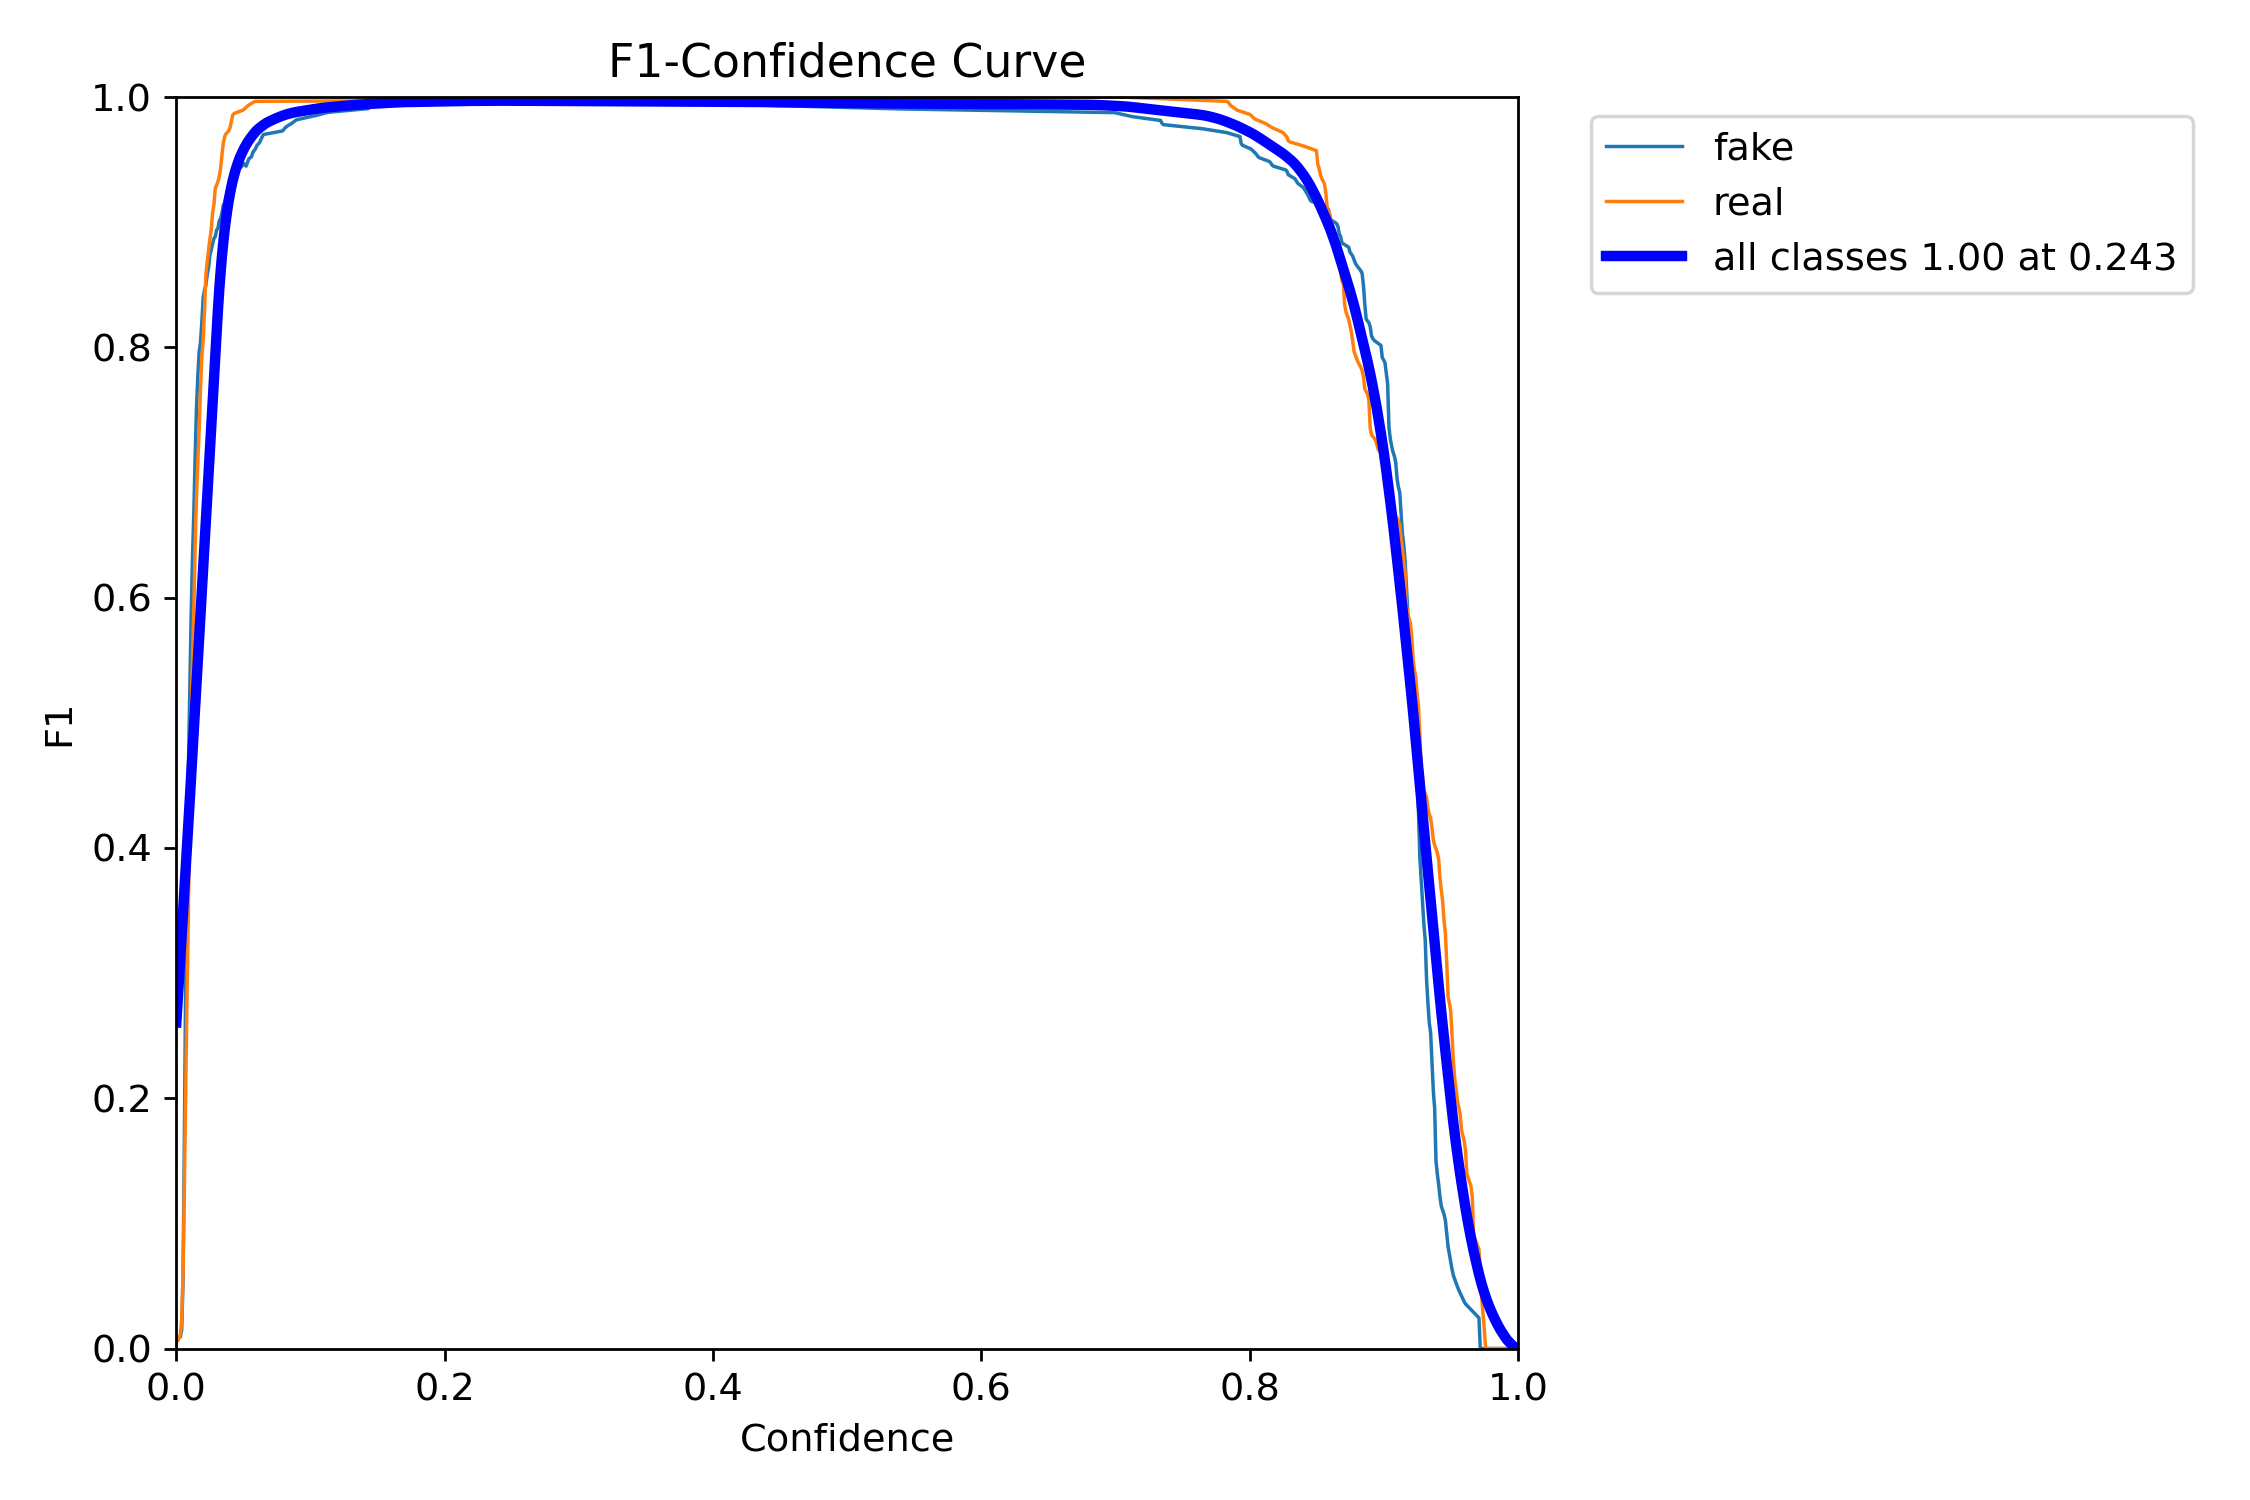 F1-Confidence Curve
1.0
0.8
0.6
0.4
0.2
0.0
F1
0.0 0.2 0.4 0.6 0.8 1.0
Confidence
fake
real
all classes 1.00 at 0.243